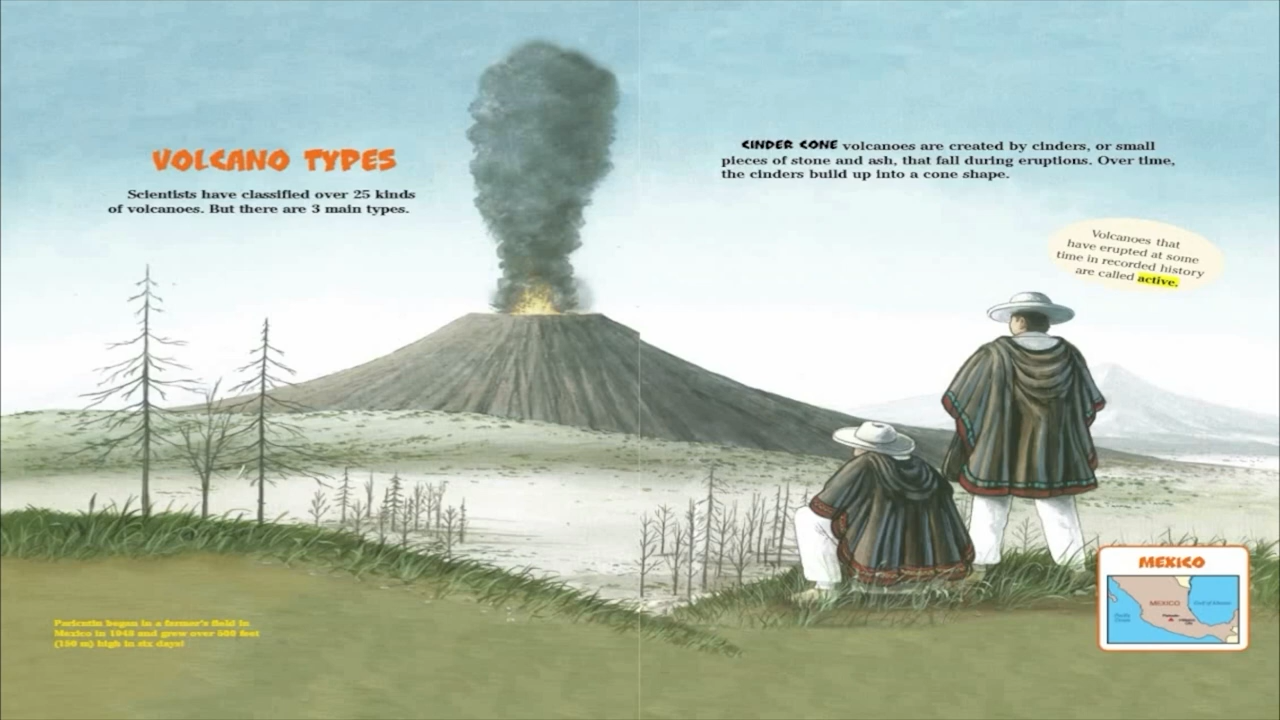 VOLCANO TYPES
Scientists have classified over 25 kinds
of volcanoes. But there are 3 main types.
CINDER CONE volcanoes are created by cinders, or small
pieces of stone and ash, that fall during eruptions. Over time,
the cinders build up into a cone shape.
Volcanoes that
have erupted at some
time in recorded history
are called active.
Paricutin began in a farmer's field in
Mexico in and grew over 500 feet
(150 m) high in six days!
MEXICO
MEXICO
Gulf of Mexico
Pacific
Ocean